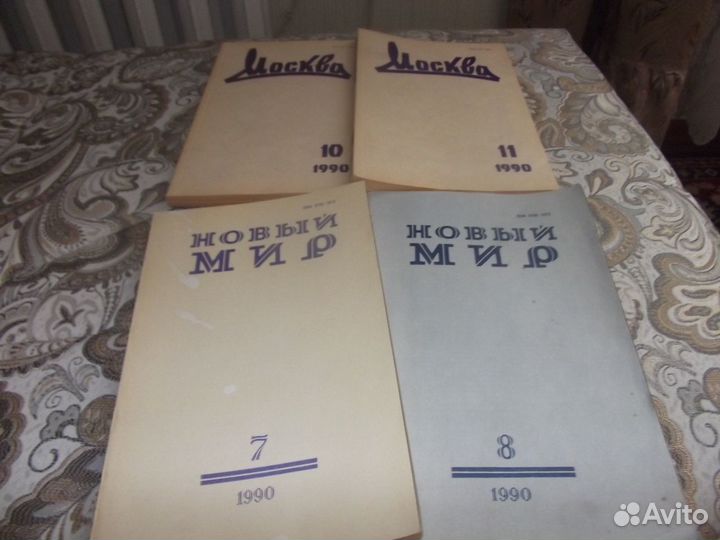 Москва
10
1990
Москва
11
1990
НОВЫЙ
МИР
7
1990
НОВЫЙ
МИР
8
1990
Avito